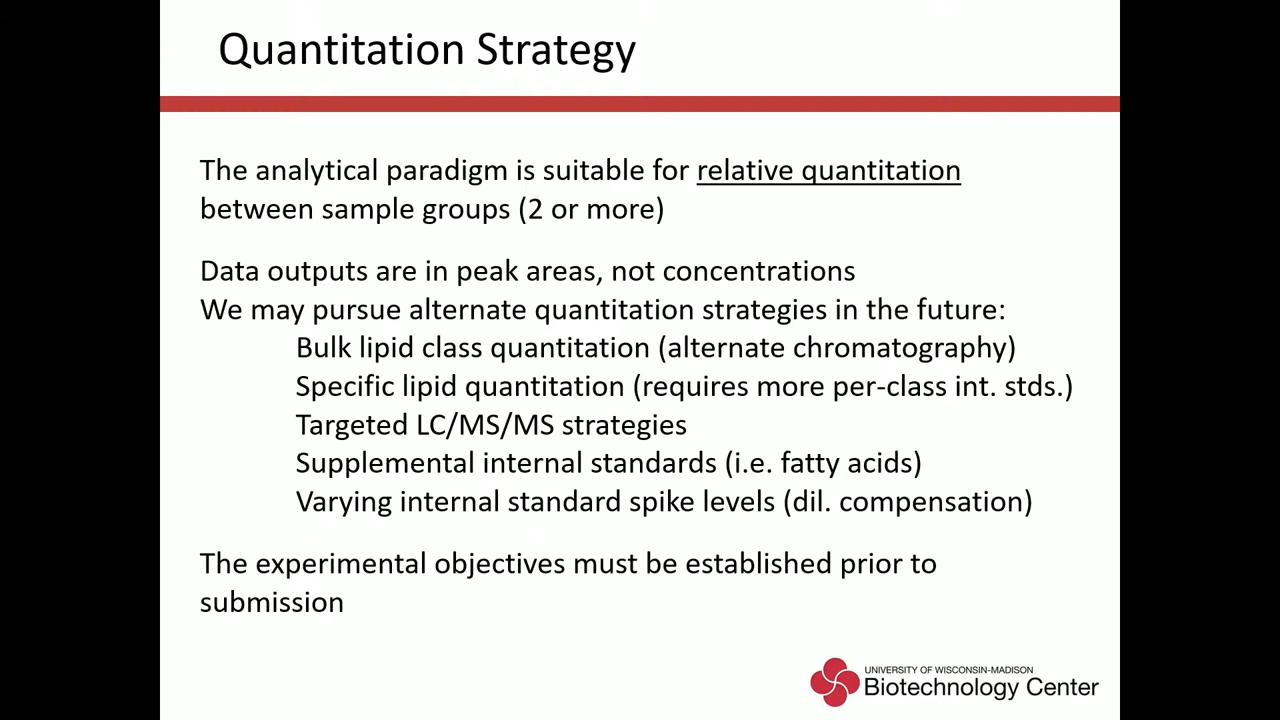 Quantitation Strategy
The analytical paradigm is suitable for relative quantitation
between sample groups (2 or more)
Data outputs are in peak areas, not concentrations
We may pursue alternate quantitation strategies in the future:
Bulk lipid class quantitation (alternate chromatography)
Specific lipid quantitation (requires more per-class int. stds.)
Targeted LC/MS/MS strategies
Supplemental internal standards (i.e. fatty acids)
Varying internal standard spike levels (dil. compensation)
The experimental objectives must be established prior to
submission
UNIVERSITY OF WISCONSIN-MADISON
Biotechnology Center